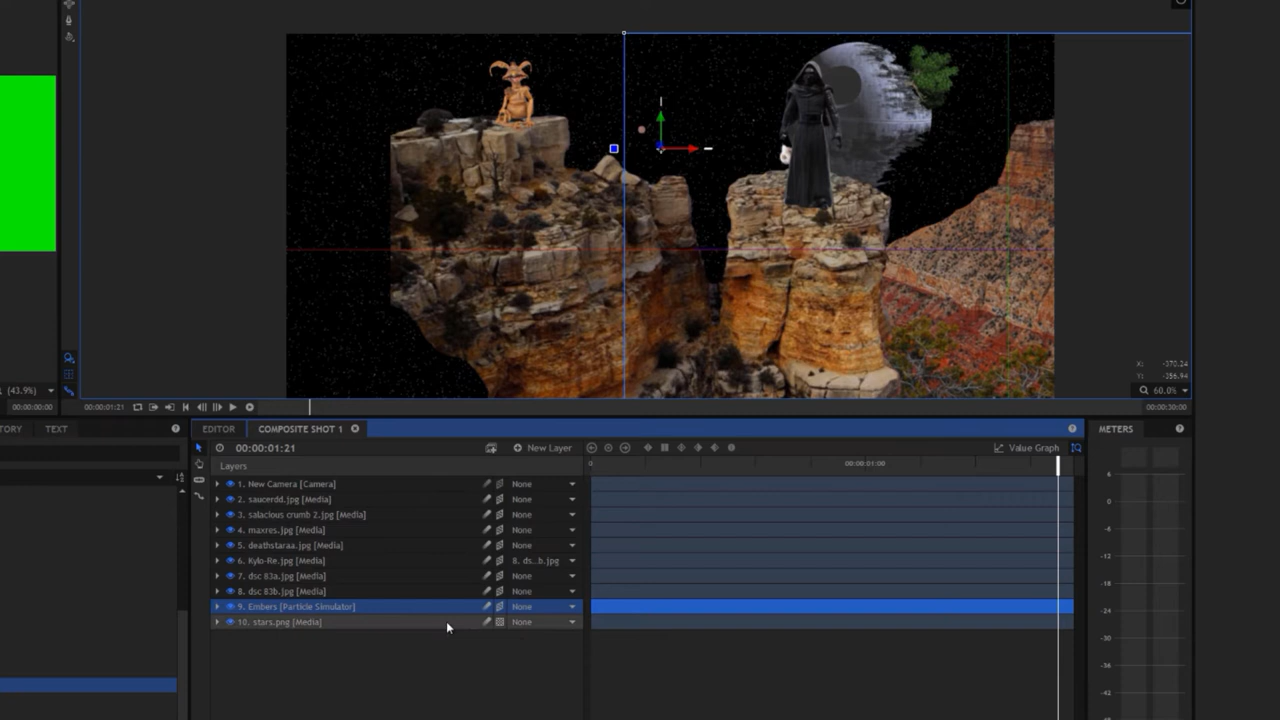 X: -370.24
Y: -356.94
(43.9%)
60.0%
00:00:00:00
00:00:01:21
00:00:30:00
TORY TEXT
EDITOR COMPOSITE SHOT 1
METERS
00:00:01:21
New Layer
Value Graph
Layers
0
00:00:01:00
1. New Camera [Camera] None
2. saucerdd.jpg [Media] None
3. salacious crumb 2.jpg [Media] None
4. maxres.jpg [Media] None
5. deathstaraa.jpg [Media] None
6. Kylo-Re.jpg [Media] 8. ds...b.jpg
7. dsc 83a.jpg [Media] None
8. dsc 83b.jpg [Media] None
9. Embers [Particle Simulator] None
10. stars.png [Media] None
6
0
-6
-12
-18
-24
-30
-36
-42